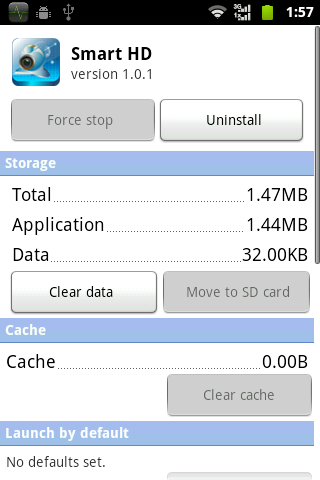 3G 1X
1:57
Smart HD
version 1.0.1
Force stop
Uninstall
Storage
Total 1.47MB
Application 1.44MB
Data 32.00KB
Clear data
Move to SD card
Cache
Cache 0.00B
Clear cache
Launch by default
No defaults set.